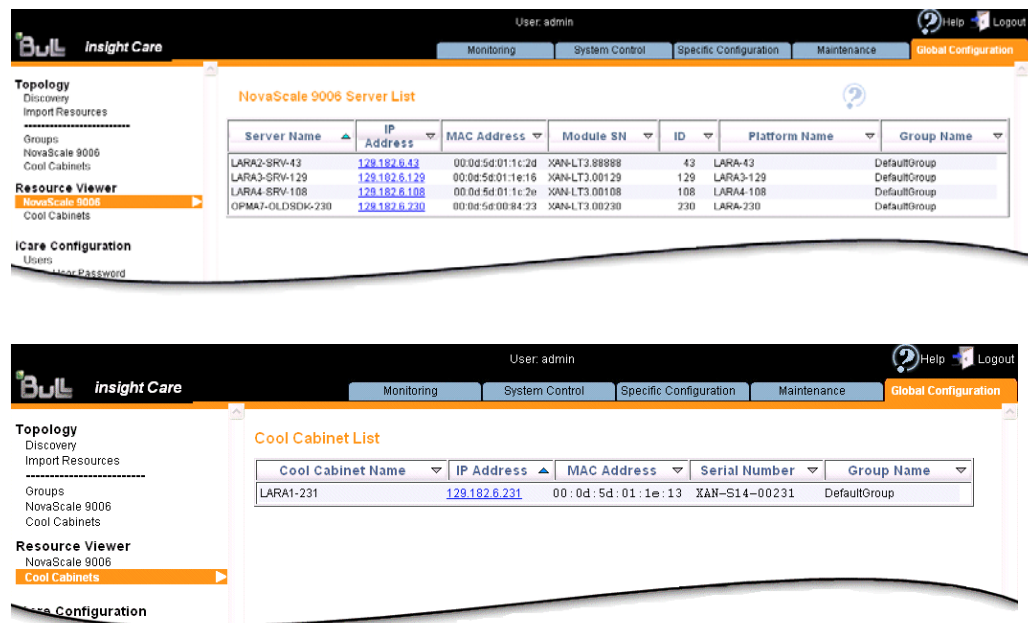 User: admin
Help Logout
Bull insight Care
Monitoring System Control Specific Configuration Maintenance Global Configuration
Topology
Discovery
Import Resources
Groups
NovaScale 9006
Cool Cabinets
Resource Viewer
NovaScale 9006
Cool Cabinets
iCare Configuration
Users
User Password
NovaScale 9006 Server List
Server Name IP Address MAC Address Module SN ID Platform Name Group Name
LARA2-SRV-43 129.182.6.43 00:0d:5d:01:1c:2d XAN-LT3.88888 43 LARA-43 DefaultGroup
LARA3-SRV-129 129.182.6.129 00:0d:5d:01:1e:16 XAN-LT3.00129 129 LARA3-129 DefaultGroup
LARA4-SRV-108 129.182.6.108 00:0d:5d:01:1c:2e XAN-LT3.00108 108 LARA4-108 DefaultGroup
OPMA7-OLDSDK-230 129.182.6.230 00:0d:5d:00:84:23 XAN-LT3.00230 230 LARA-230 DefaultGroup
User: admin
Help Logout
Bull insight Care
Monitoring System Control Specific Configuration Maintenance Global Configuration
Topology
Discovery
Import Resources
Groups
NovaScale 9006
Cool Cabinets
Resource Viewer
NovaScale 9006
Cool Cabinets
Configuration
Cool Cabinet List
Cool Cabinet Name IP Address MAC Address Serial Number Group Name
LARA1-231 129.182.6.231 00:0d:5d:01:1e:13 XAN-S14-00231 DefaultGroup